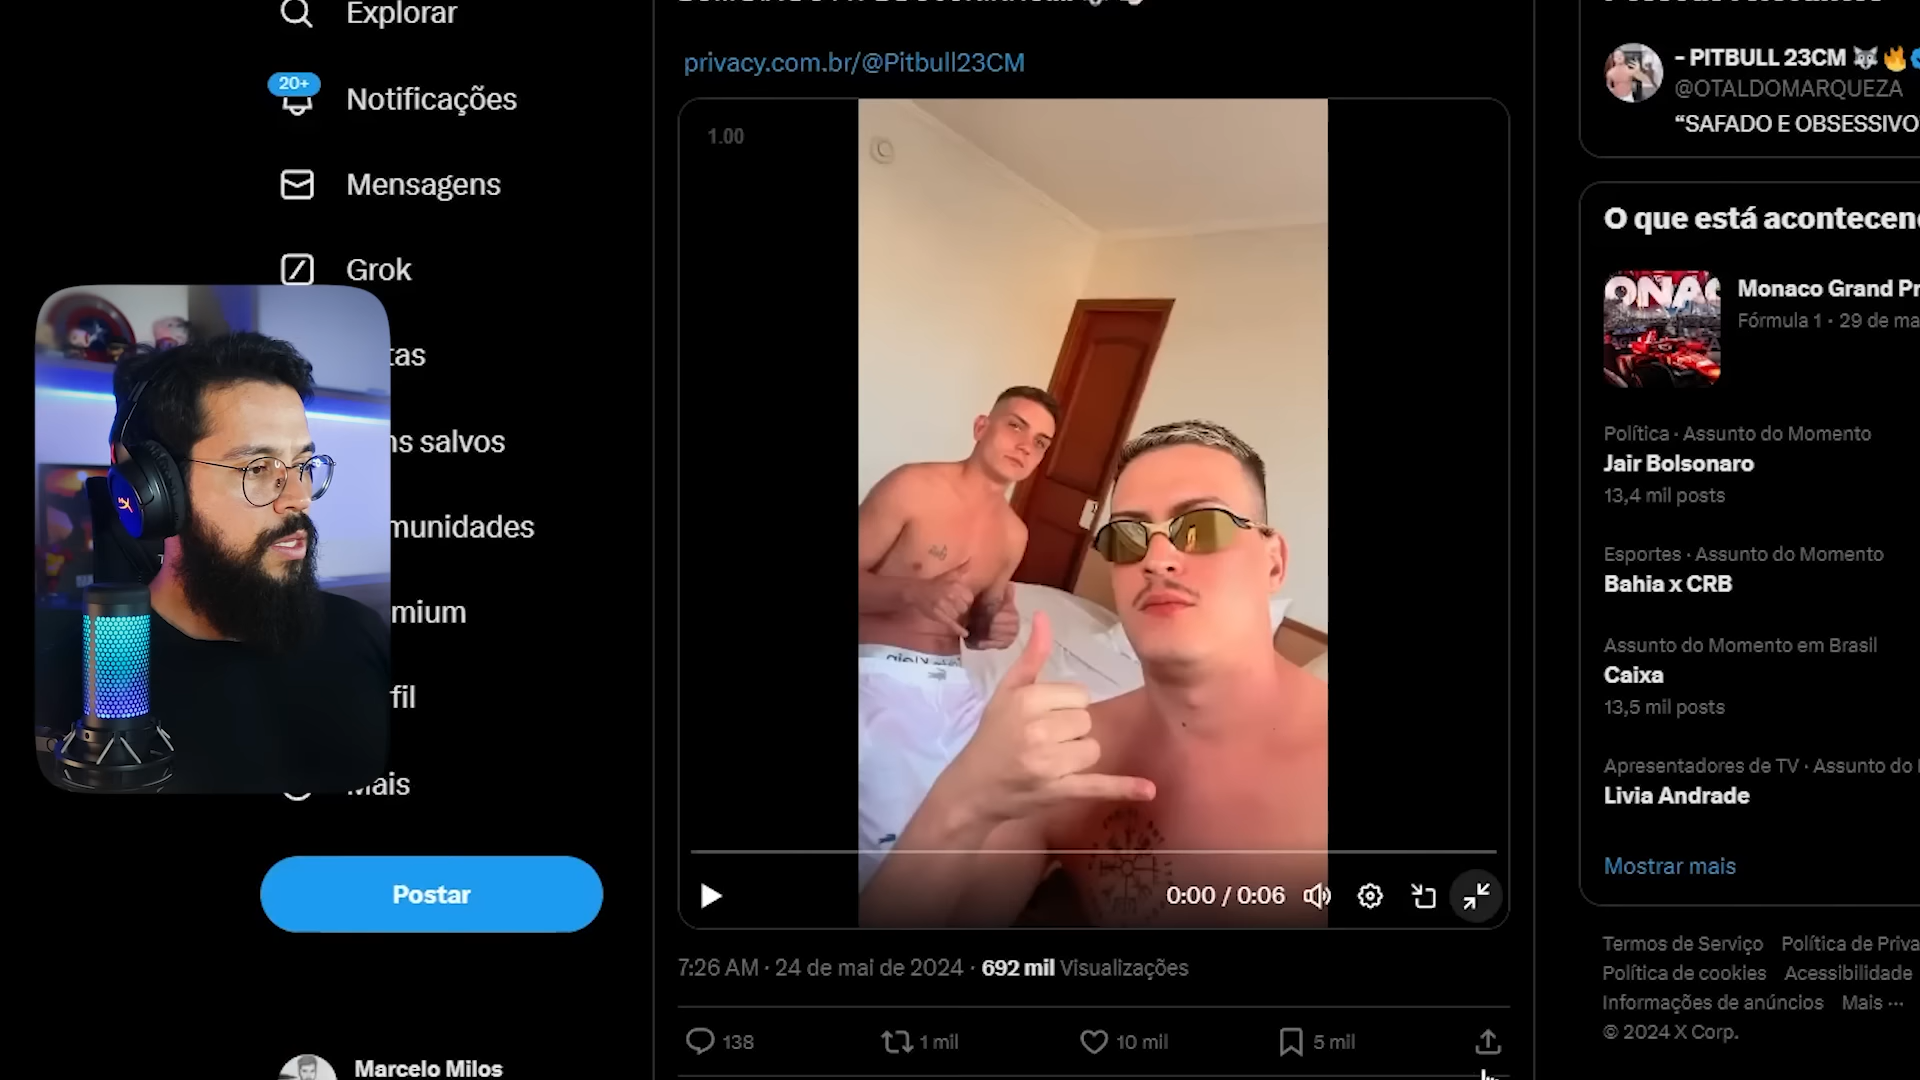 Explorar
20+
Notificações
Mensagens
Grok
tas
ns salvos
munidades
mium
fil
Mais
Postar
Marcelo Milos
privacy.com.br/@Pitbull23CM
1.00
0:00 / 0:06
7:26 AM · 24 de mai de 2024 · 692 mil Visualizações
138
1 mil
10 mil
5 mil
- PITBULL 23CM 🐺🔥
@OTALDOMARQUEZA
“SAFADO E OBSESSIVO
O que está acontecen
Monaco Grand Pr
Fórmula 1 · 29 de ma
Política · Assunto do Momento
Jair Bolsonaro
13,4 mil posts
Esportes · Assunto do Momento
Bahia x CRB
Assunto do Momento em Brasil
Caixa
13,5 mil posts
Apresentadores de TV · Assunto do
Livia Andrade
Mostrar mais
Termos de Serviço Política de Priva
Política de cookies Acessibilidade
Informações de anúncios Mais ···
© 2024 X Corp.